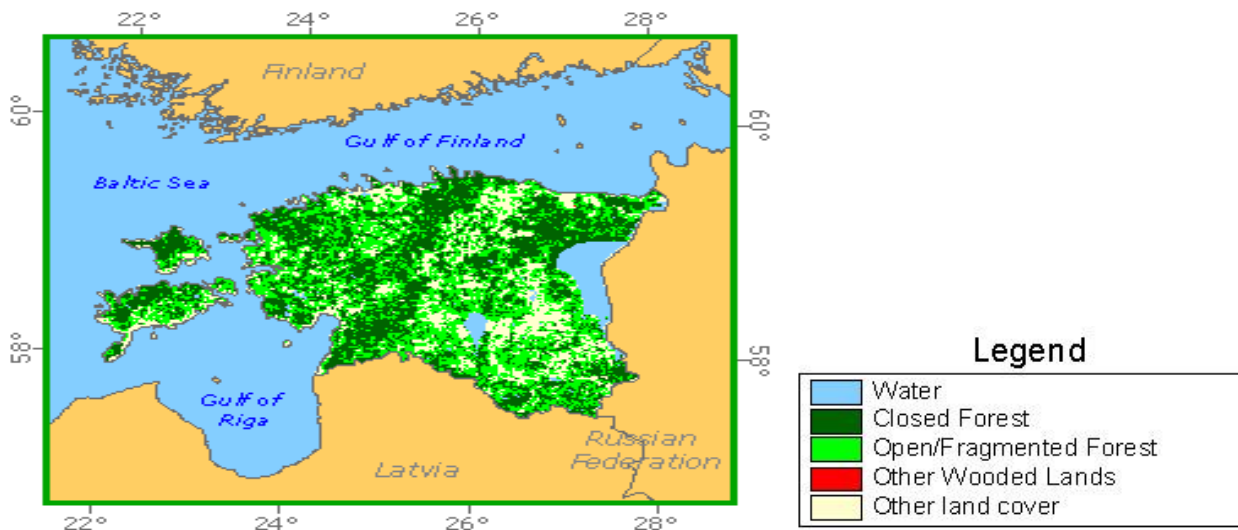 22° 24° 26° 28°
Finland
60°
60°
Gulf of Finland
Baltic Sea
58°
58°
Gulf of
Riga
Russian
Federation
Latvia
22° 24° 26° 28°
Legend
Water
Closed Forest
Open/Fragmented Forest
Other Wooded Lands
Other land cover